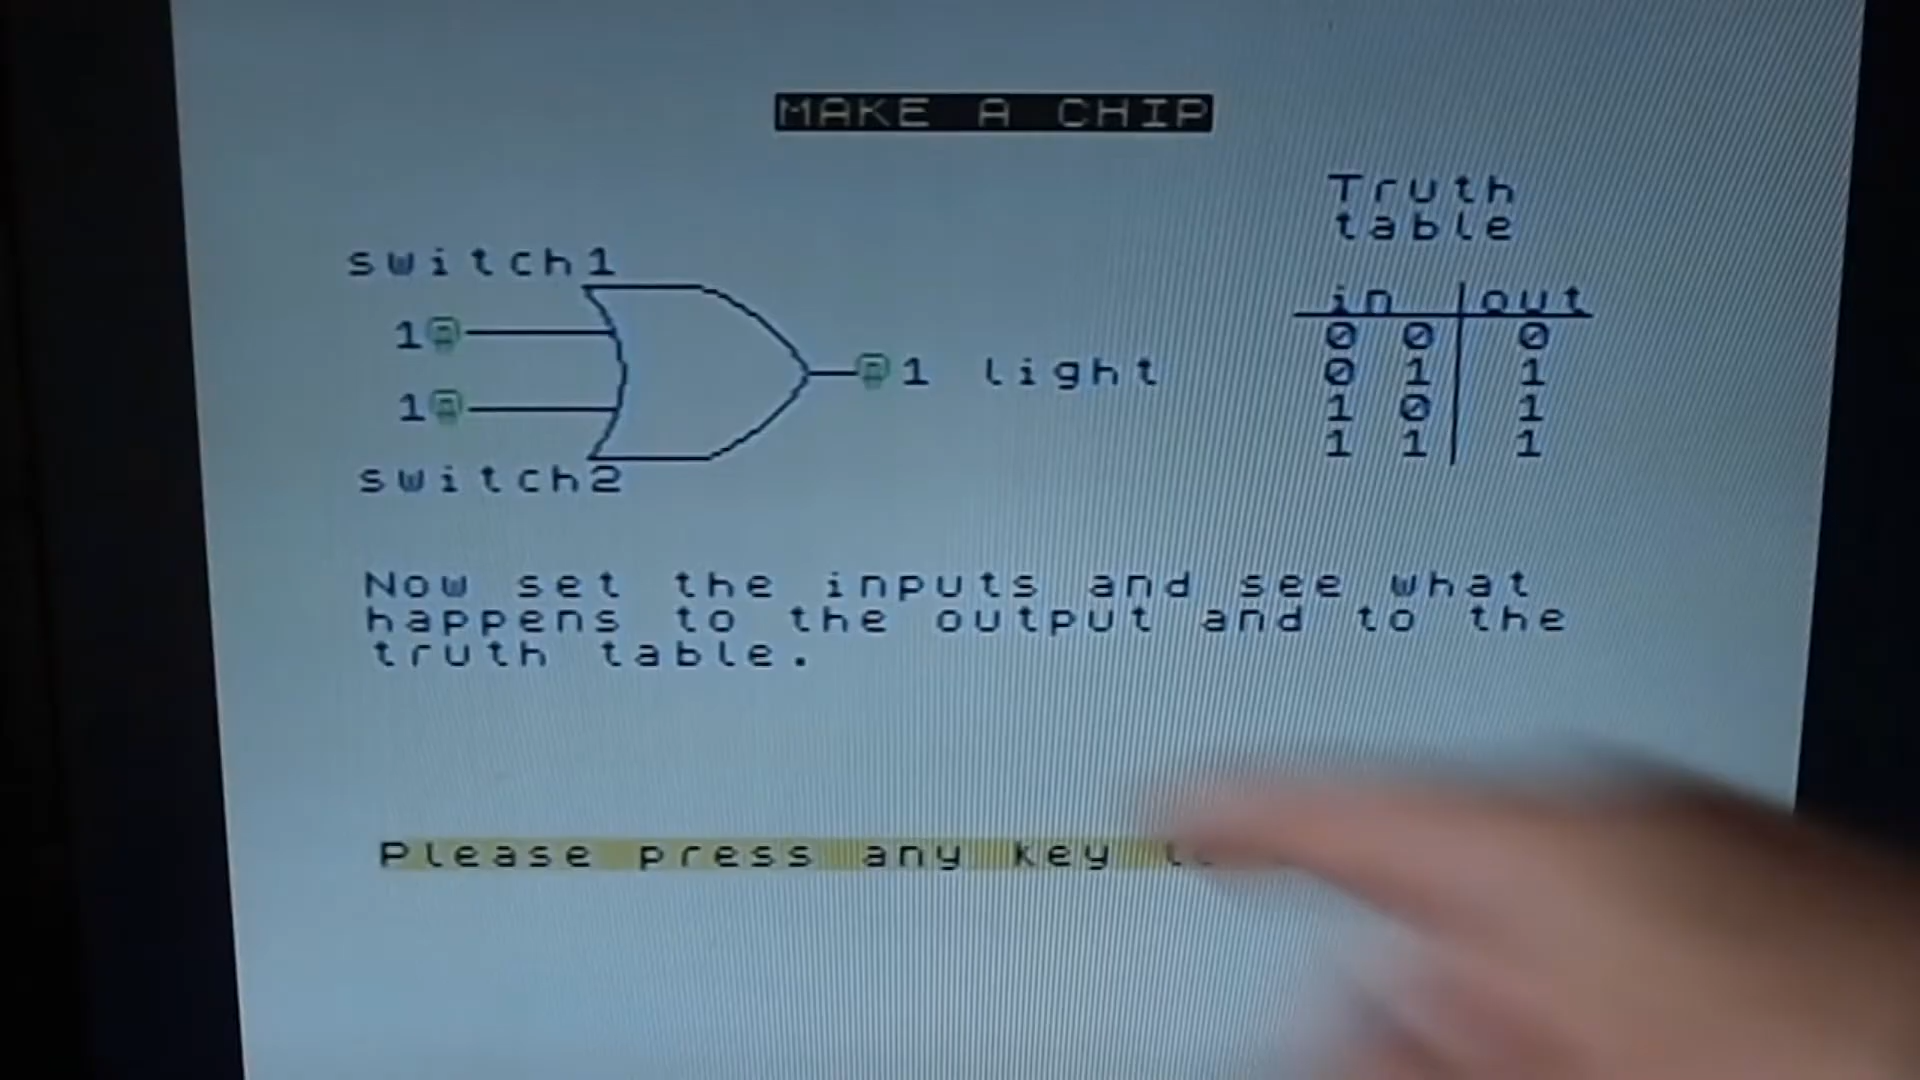 MAKE A CHIP
Truth
table
switch1
in out
1
0 0 0
1 light
0 1 1
1
1 0 1
1 1 1
switch2
Now set the inputs and see what
happens to the output and to the
truth table.
Please press any key